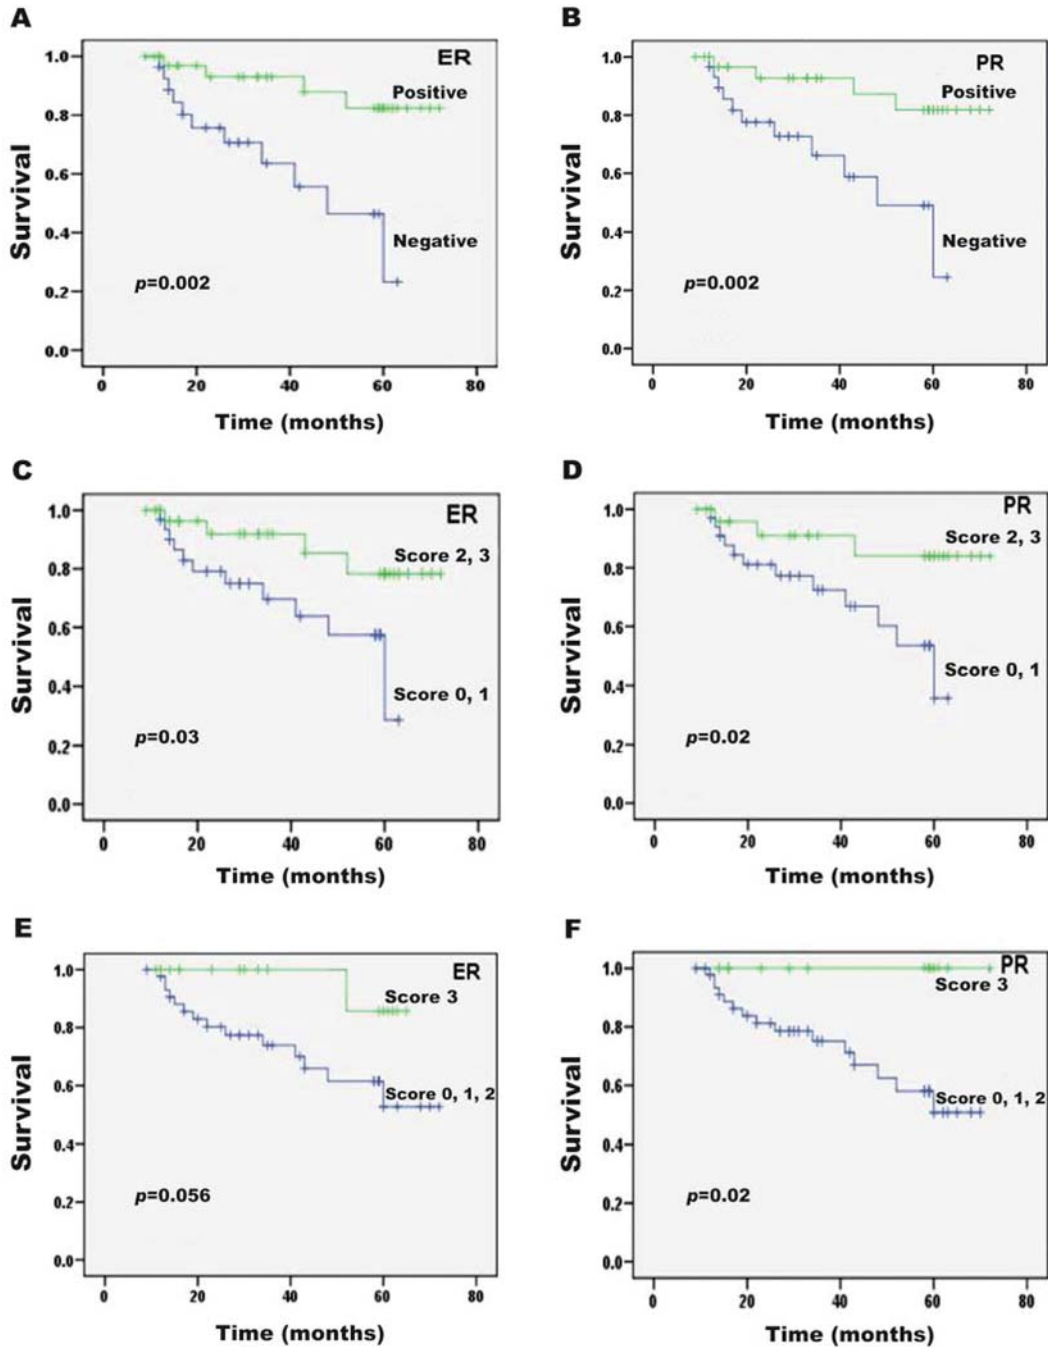 A
ER
1.0
Positive
0.8
0.6
0.4
Negative
p=0.002
0.2
0.0
Survival
0 20 40 60 80
Time (months)
B
PR
1.0
Positive
0.8
0.6
0.4
Negative
p=0.002
0.2
0.0
Survival
0 20 40 60 80
Time (months)
C
ER
1.0
Score 2, 3
0.8
0.6
0.4
Score 0, 1
p=0.03
0.2
0.0
Survival
0 20 40 60 80
Time (months)
D
PR
1.0
Score 2, 3
0.8
0.6
0.4
Score 0, 1
p=0.02
0.2
0.0
Survival
0 20 40 60 80
Time (months)
E
ER
1.0
Score 3
0.8
0.6
Score 0, 1, 2
0.4
p=0.056
0.2
0.0
Survival
0 20 40 60 80
Time (months)
F
PR
1.0
Score 3
0.8
0.6
Score 0, 1, 2
0.4
p=0.02
0.2
0.0
Survival
0 20 40 60 80
Time (months)